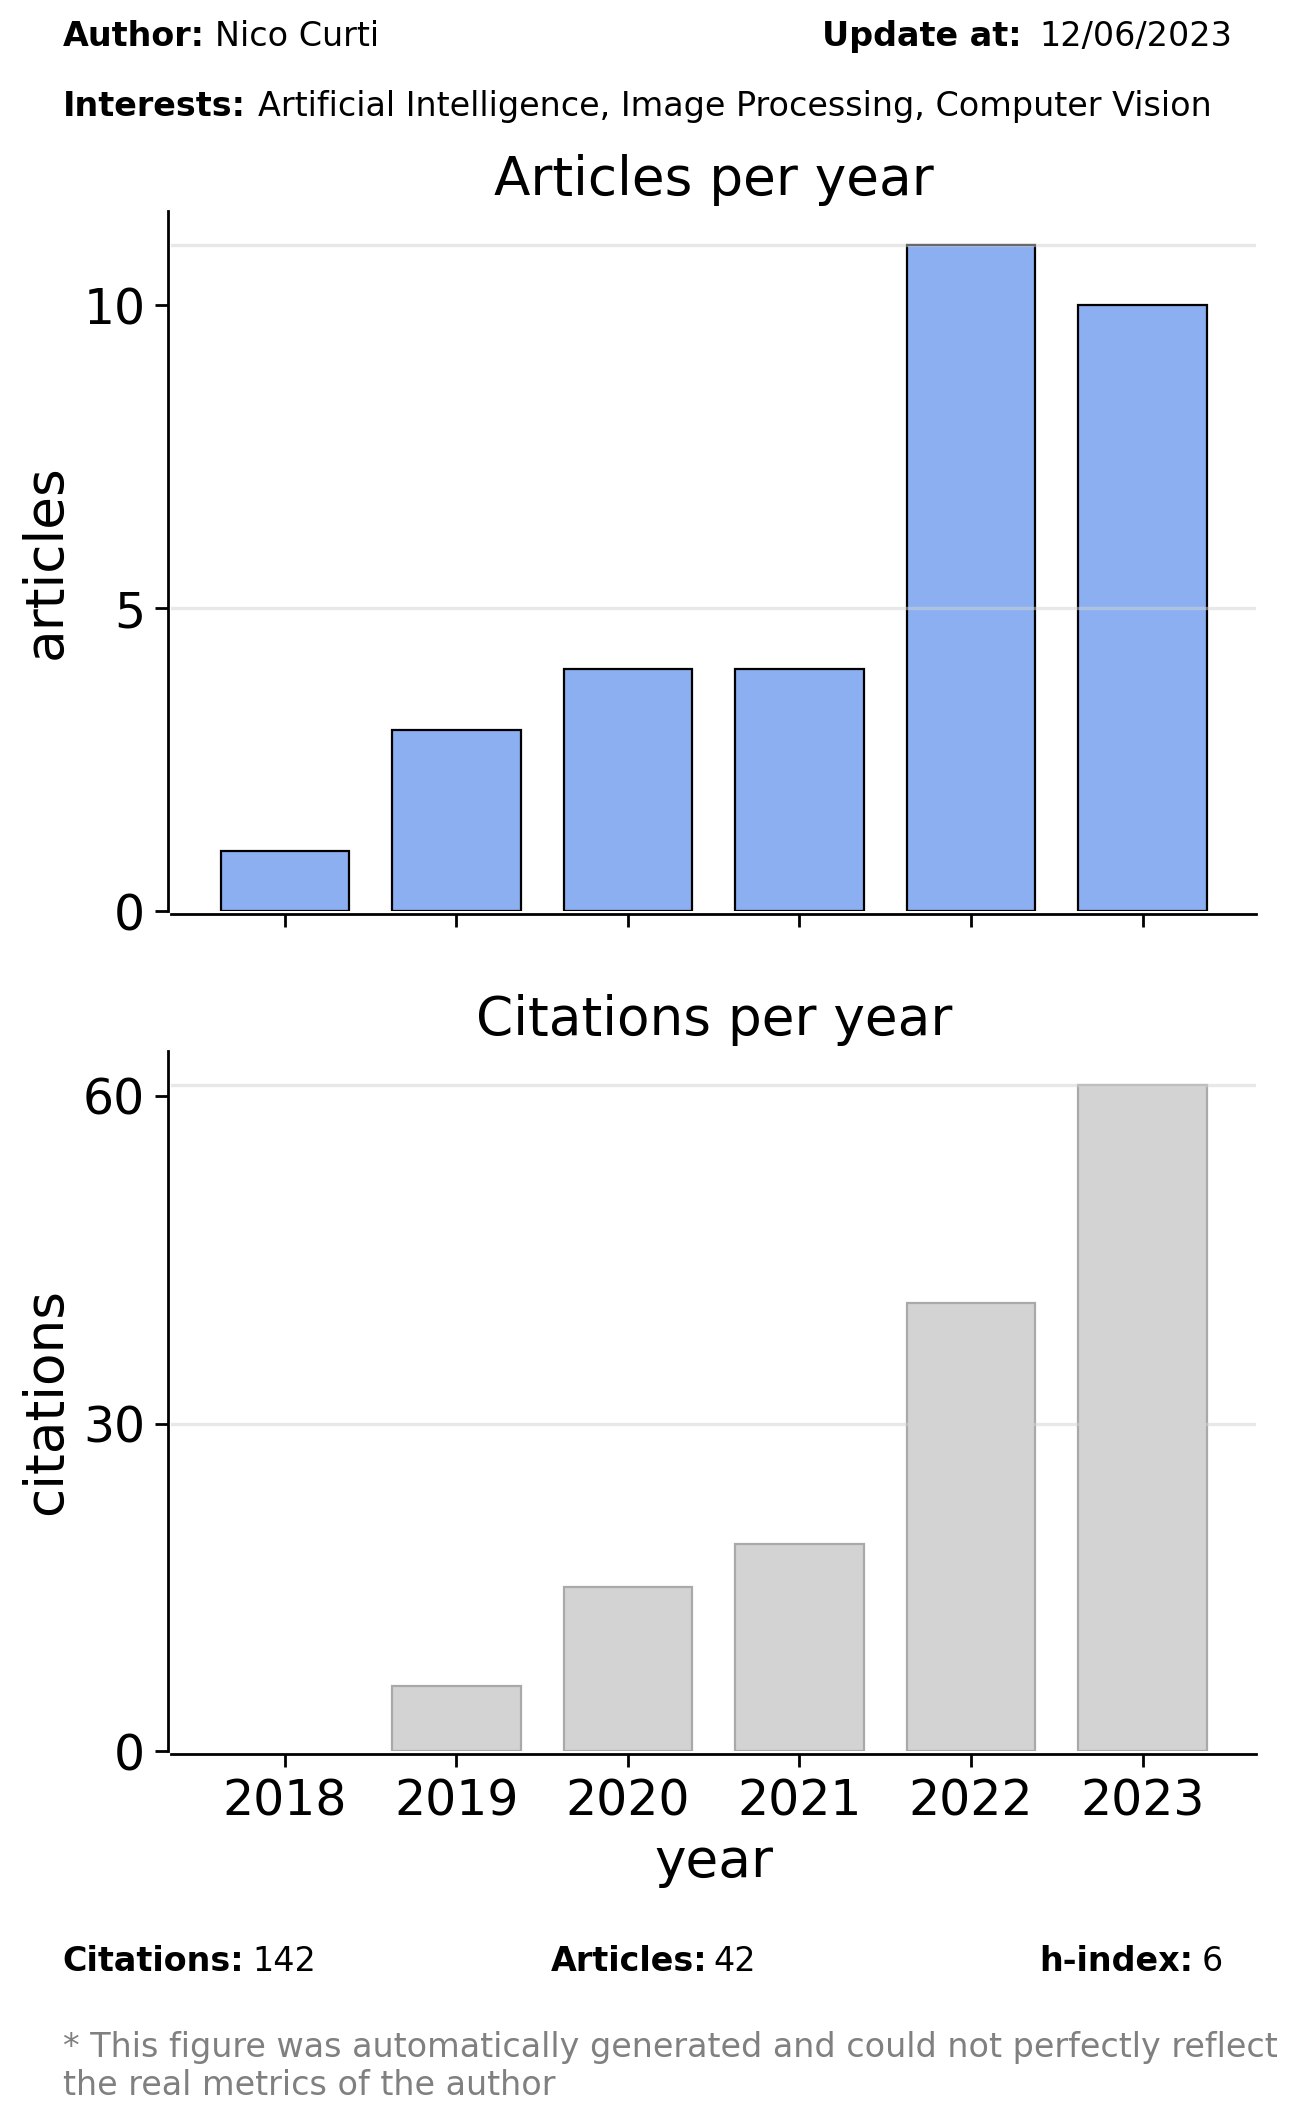 Author: Nico Curti Update at: 12/06/2023
Interests: Artificial Intelligence, Image Processing, Computer Vision
Articles per year
10
5
0
articles
Citations per year
60
30
0
citations
2018 2019 2020 2021 2022 2023
year
Citations: 142 Articles: 42 h-index: 6
* This figure was automatically generated and could not perfectly reflect
the real metrics of the author